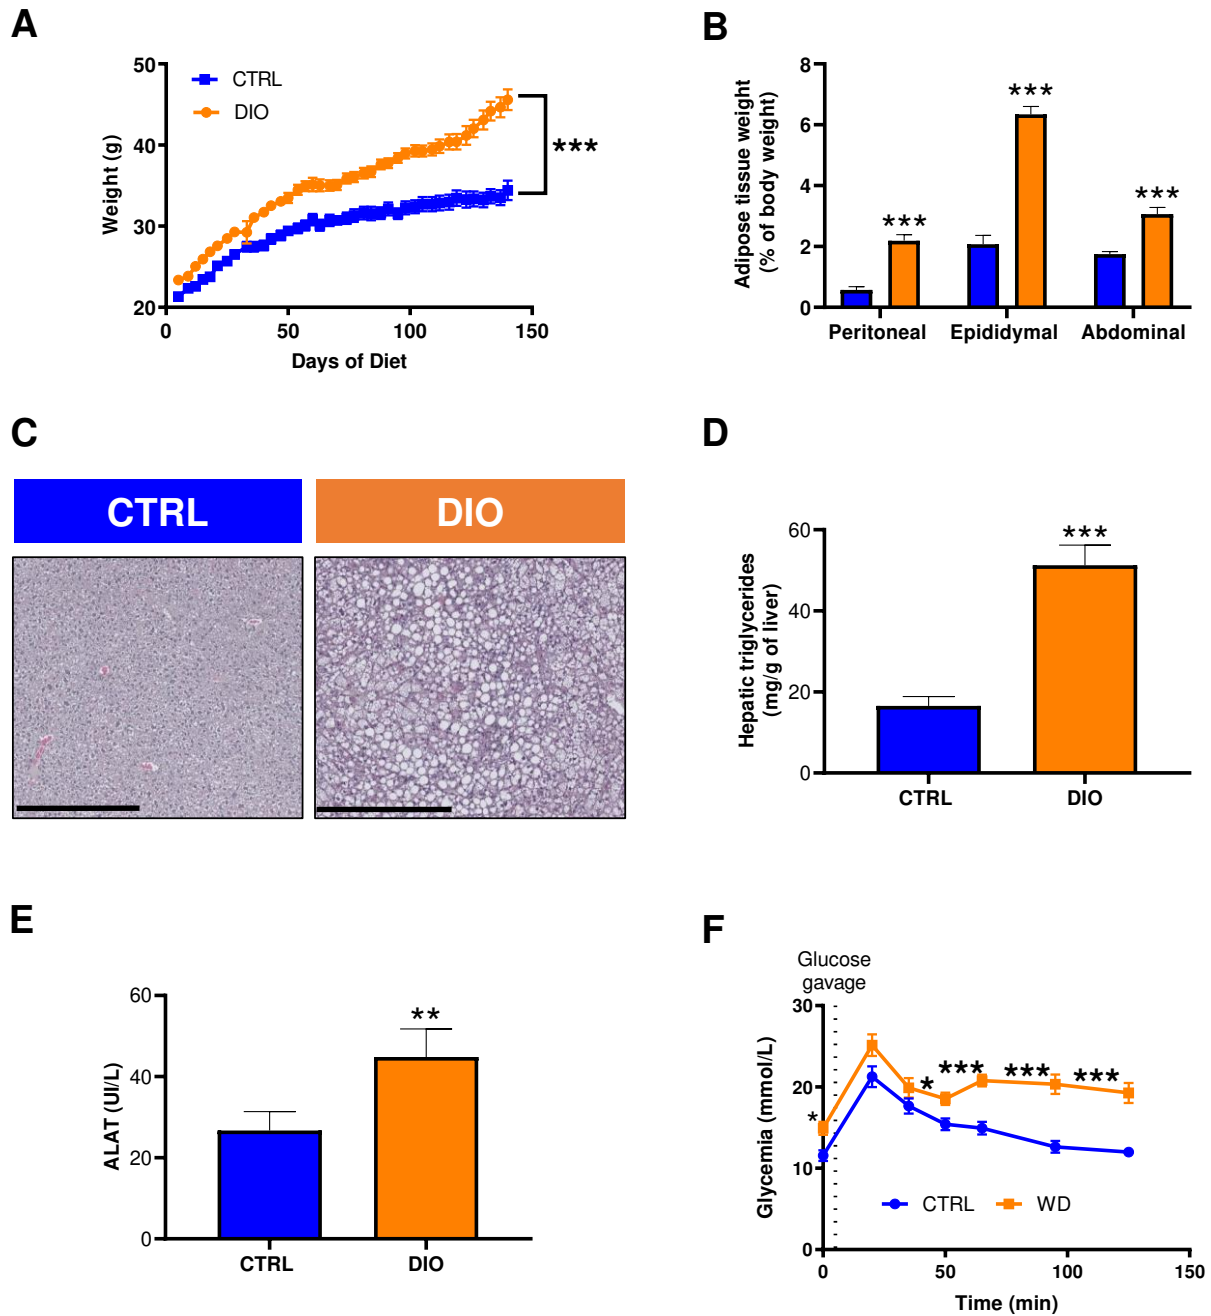 A
50
40
30
20
Weight (g)
CTRL
DIO
***
0
50
100
150
Days of Diet
B
8
6
4
2
0
Adipose tissue weight
(% of body weight)
***
***
***
Peritoneal
Epididymal
Abdominal
C
CTRL
DIO
D
60
40
20
0
Hepatic triglycerides
(mg/g of liver)
***
CTRL
DIO
E
60
40
20
0
ALAT (UI/L)
**
CTRL
DIO
F
Glucose
gavage
30
20
10
0
Glycemia (mmol/L)
*
*
***
***
***
CTRL
WD
0
50
100
150
Time (min)